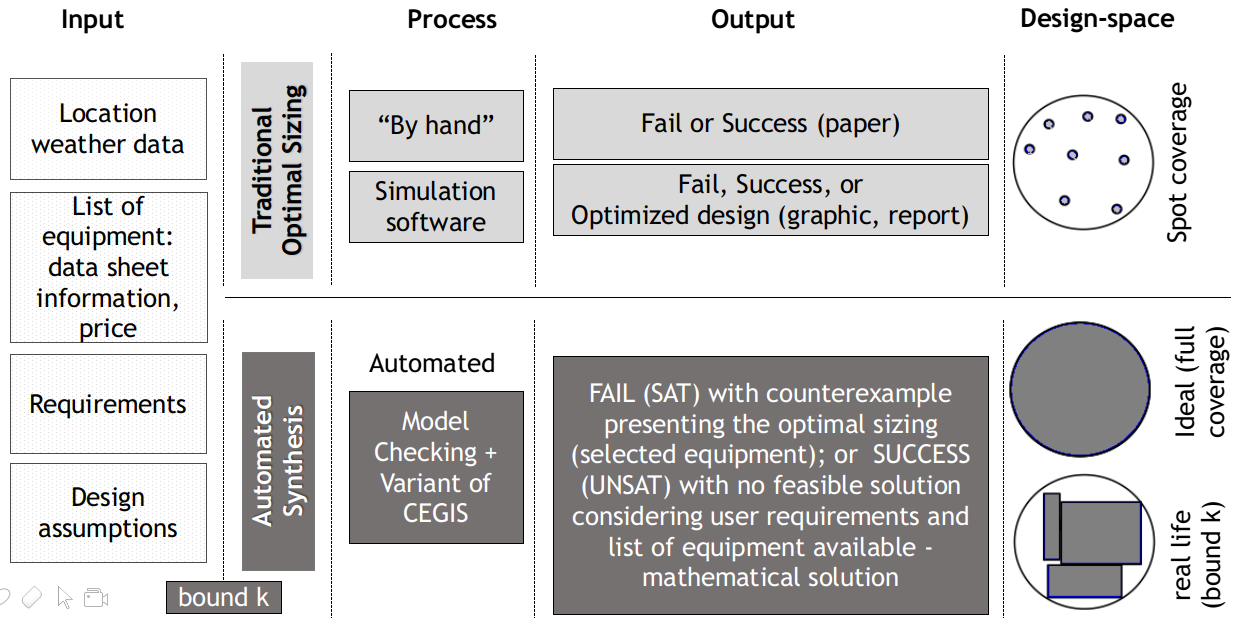 Input
Process
Output
Design-space
Location
weather data
List of
equipment:
data sheet
information,
price
Requirements
Design
assumptions
bound k
Traditional
Optimal Sizing
“By hand”
Simulation
software
Fail or Success (paper)
Fail, Success, or
Optimized design (graphic, report)
Spot coverage
Automated
Synthesis
Automated
Model
Checking +
Variant of
CEGIS
FAIL (SAT) with counterexample
presenting the optimal sizing
(selected equipment); or SUCCESS
(UNSAT) with no feasible solution
considering user requirements and
list of equipment available -
mathematical solution
Ideal (full
coverage)
real life
(bound k)